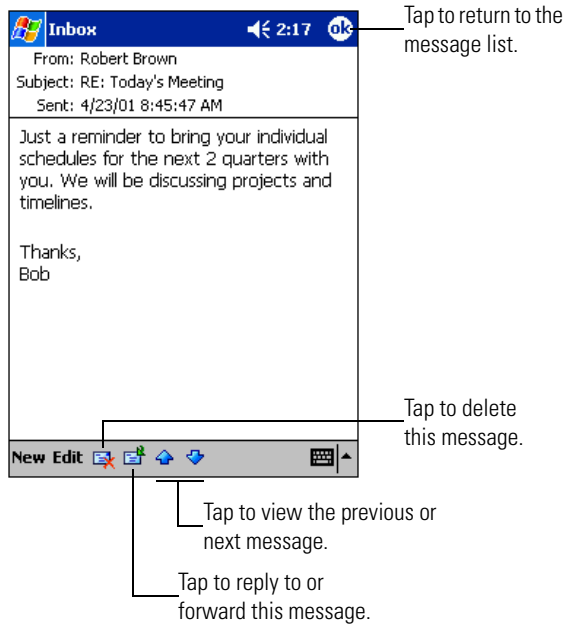 Inbox 2:17 ok
Tap to return to the
message list.
From: Robert Brown
Subject: RE: Today's Meeting
Sent: 4/23/01 8:45:47 AM
Just a reminder to bring your individual
schedules for the next 2 quarters with
you. We will be discussing projects and
timelines.
Thanks,
Bob
Tap to delete
this message.
New Edit
Tap to view the previous or
next message.
Tap to reply to or
forward this message.